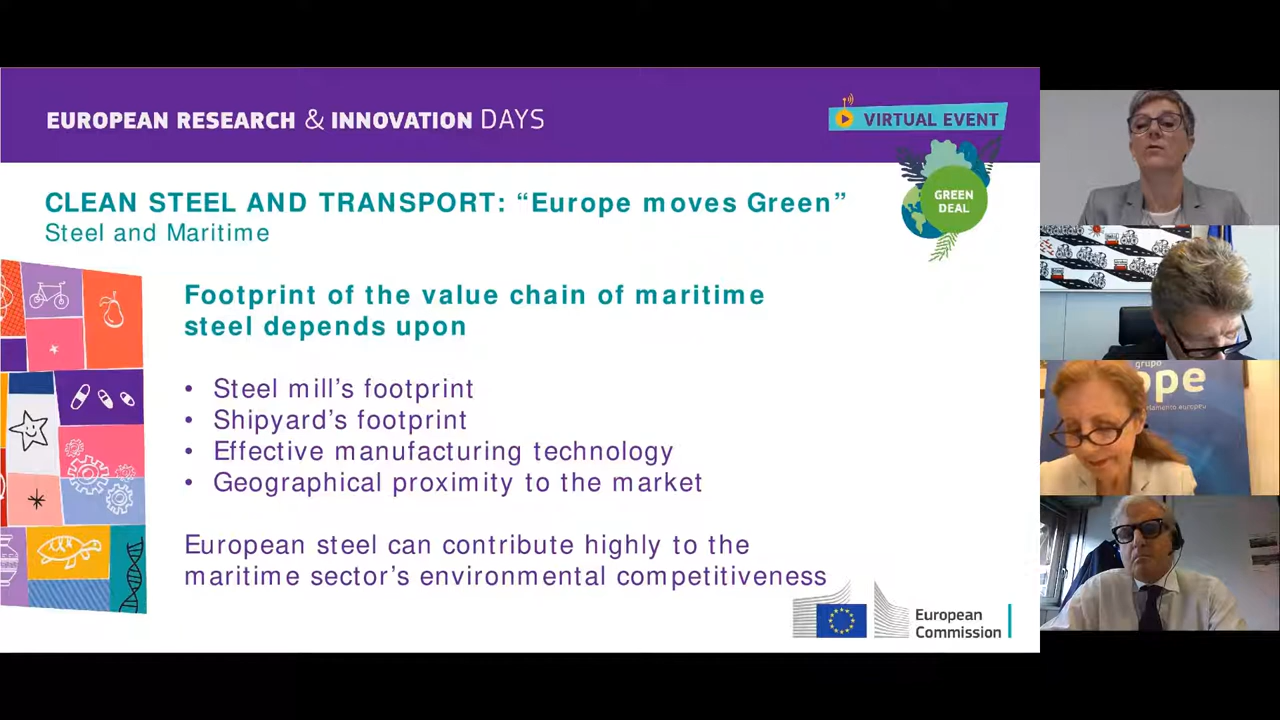 EUROPEAN RESEARCH & INNOVATION DAYS
VIRTUAL EVENT
GREEN
DEAL
CLEAN STEEL AND TRANSPORT: “Europe moves Green”
Steel and Maritime
Footprint of the value chain of maritime
steel depends upon
• Steel mill’s footprint
• Shipyard’s footprint
• Effective manufacturing technology
• Geographical proximity to the market
European steel can contribute highly to the
maritime sector’s environmental competitiveness
European
Commission
grupo